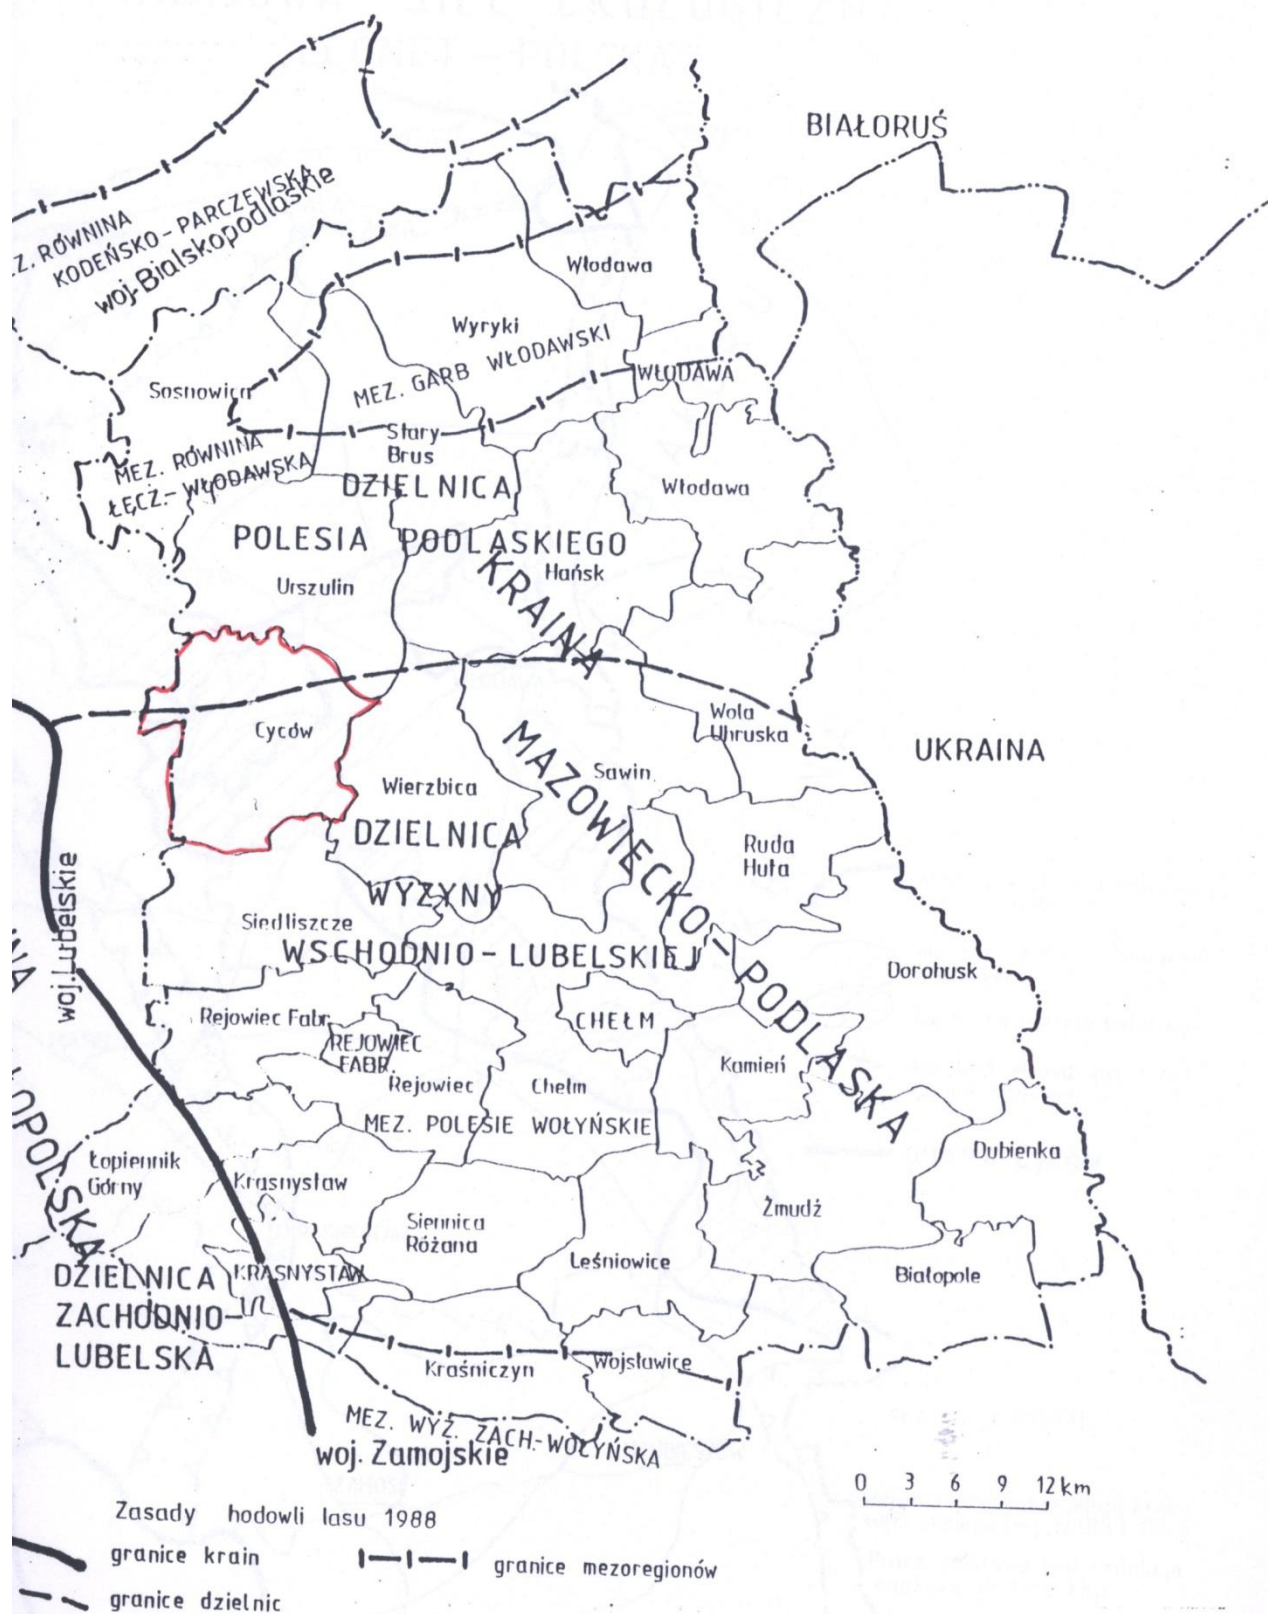 BIAŁORUŚ
MEZ. RÓWNINA
KODEŃSKO-PARCZEWSKA
woj. Bialskopodlaskie
Włodawa
Wyryki
MEZ. GARB WŁODAWSKI
WŁODAWA
Sosnowica
Stary
Brus
MEZ. RÓWNINA
ŁĘCZ.-WŁODAWSKA
DZIELNICA
POLESIA PODLASKIEGO
Włodawa
Hańsk
Urszulin
KRAINA
MAZOWIECKO-PODLASKA
Cyców
Wola
Uhruska
UKRAINA
Sawin
Wierzbica
DZIELNICA
WYZYNY
WSCHODNIO-LUBELSKIEJ
Ruda
Huta
woj. Lubelskie
Siedliszcze
Dorohusk
Rejowiec Fabr.
REJOWIEC
FABR.
CHEŁM
Rejowiec
Chełm
Kamień
MEZ. POLESIE WOŁYŃSKIE
Dubienka
Łopiennik
Górny
Krasnystaw
Siennica
Różana
Żmudź
Leśniowice
Białopole
KRASNYSTAW
DZIELNICA
ZACHODNIO-
LUBELSKA
Kraśniczyn
Wojsławice
MEZ. WYŻ. ZACH.-WOŁYŃSKA
woj. Zamojskie
0 3 6 9 12 km
Zasady hodowli lasu 1988
granice krain
granice mezoregionów
granice dzielnic